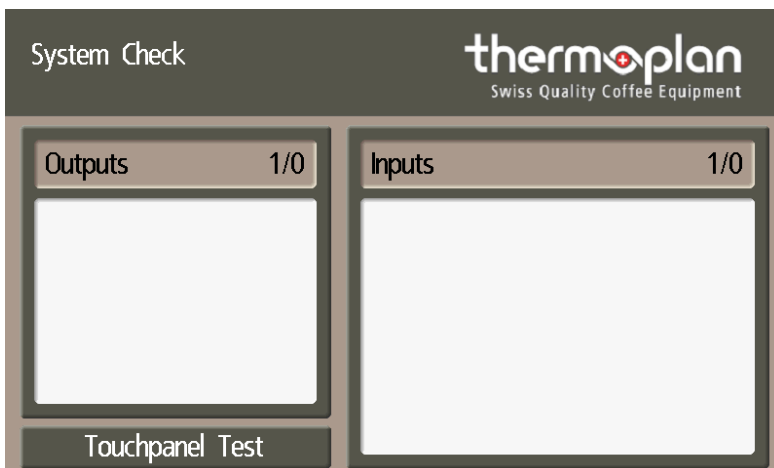 System Check
thermoplan
Swiss Quality Coffee Equipment
Outputs 1/0
Inputs 1/0
Touchpanel Test